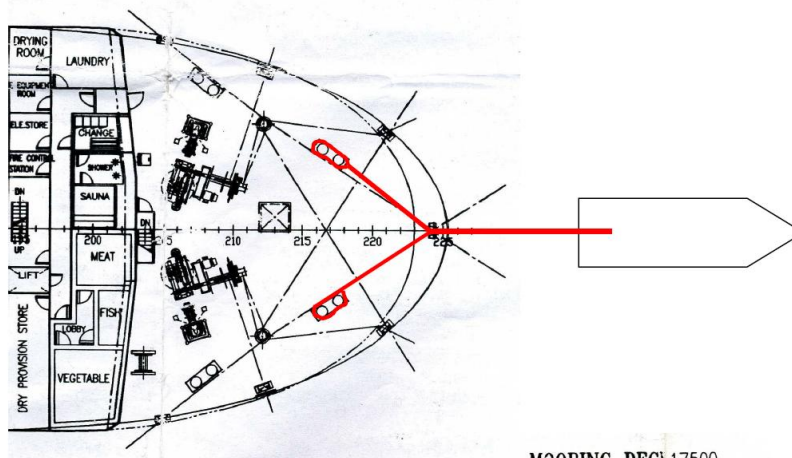 DRYING
ROOM
LAUNDRY
E EQUIPMENT
ROOM
ELE.STORE
CHANGE
FIRE CONTROL
STATION
SHOWER
SAUNA
DN
UP
DN
200
205
210
215
220
225
LIFT
MEAT
FISH
LOBBY
DRY PROVISION STORE
VEGETABLE
MOORING DECK 17500